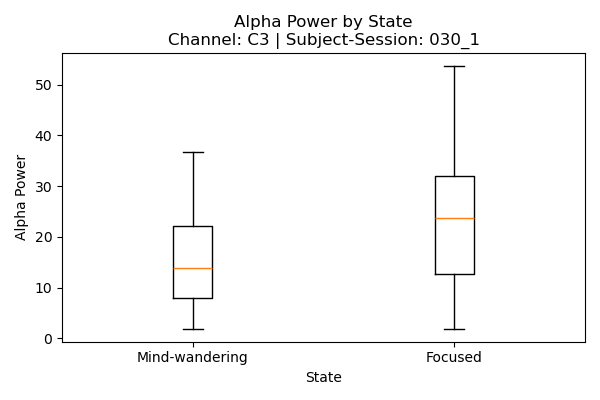 Alpha Power by State
Channel: C3 | Subject-Session: 030_1
Alpha Power
50
40
30
20
10
0
Mind-wandering
Focused
State